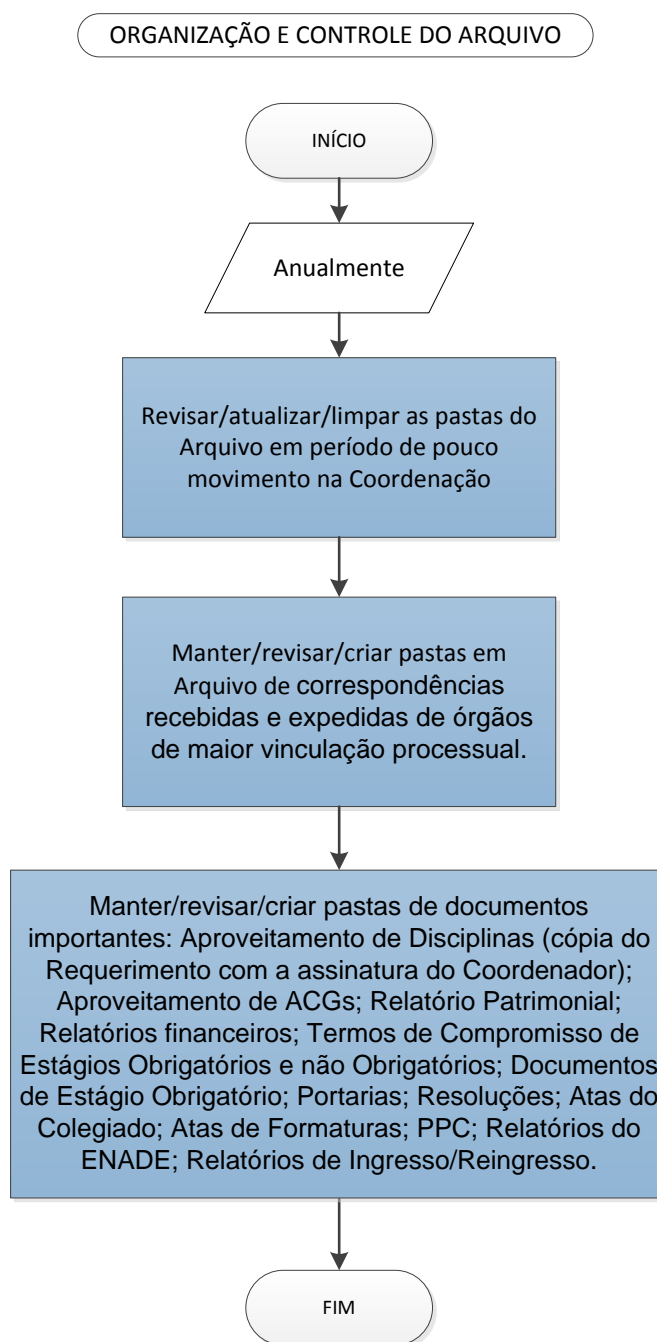 ORGANIZAÇÃO E CONTROLE DO ARQUIVO
INÍCIO
Anualmente
Revisar/atualizar/limpar as pastas do
Arquivo em período de pouco
movimento na Coordenação
Manter/revisar/criar pastas em
Arquivo de correspondências
recebidas e expedidas de órgãos
de maior vinculação processual.
Manter/revisar/criar pastas de documentos
importantes: Aproveitamento de Disciplinas (cópia do
Requerimento com a assinatura do Coordenador);
Aproveitamento de ACGs; Relatório Patrimonial;
Relatórios financeiros; Termos de Compromisso de
Estágios Obrigatórios e não Obrigatórios; Documentos
de Estágio Obrigatório; Portarias; Resoluções; Atas do
Colegiado; Atas de Formaturas; PPC; Relatórios do
ENADE; Relatórios de Ingresso/Reingresso.
FIM